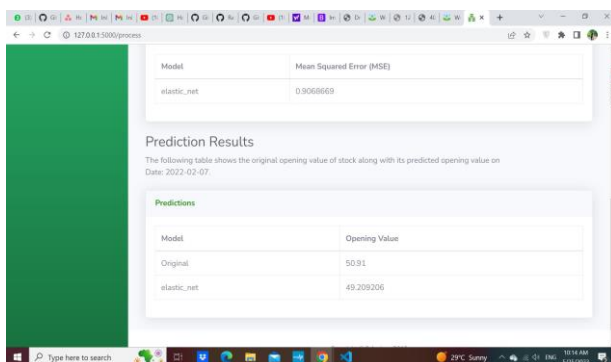 127.0.0.1:5000/process
Model Mean Squared Error (MSE)
elastic_net 0.9068669
Prediction Results
The following table shows the original opening value of stock along with its predicted opening value on
Date: 2022-02-07.
Predictions
Model Opening Value
Original 50.91
elastic_net 49.209206
Type here to search
29°C Sunny
ENG
10:14 AM